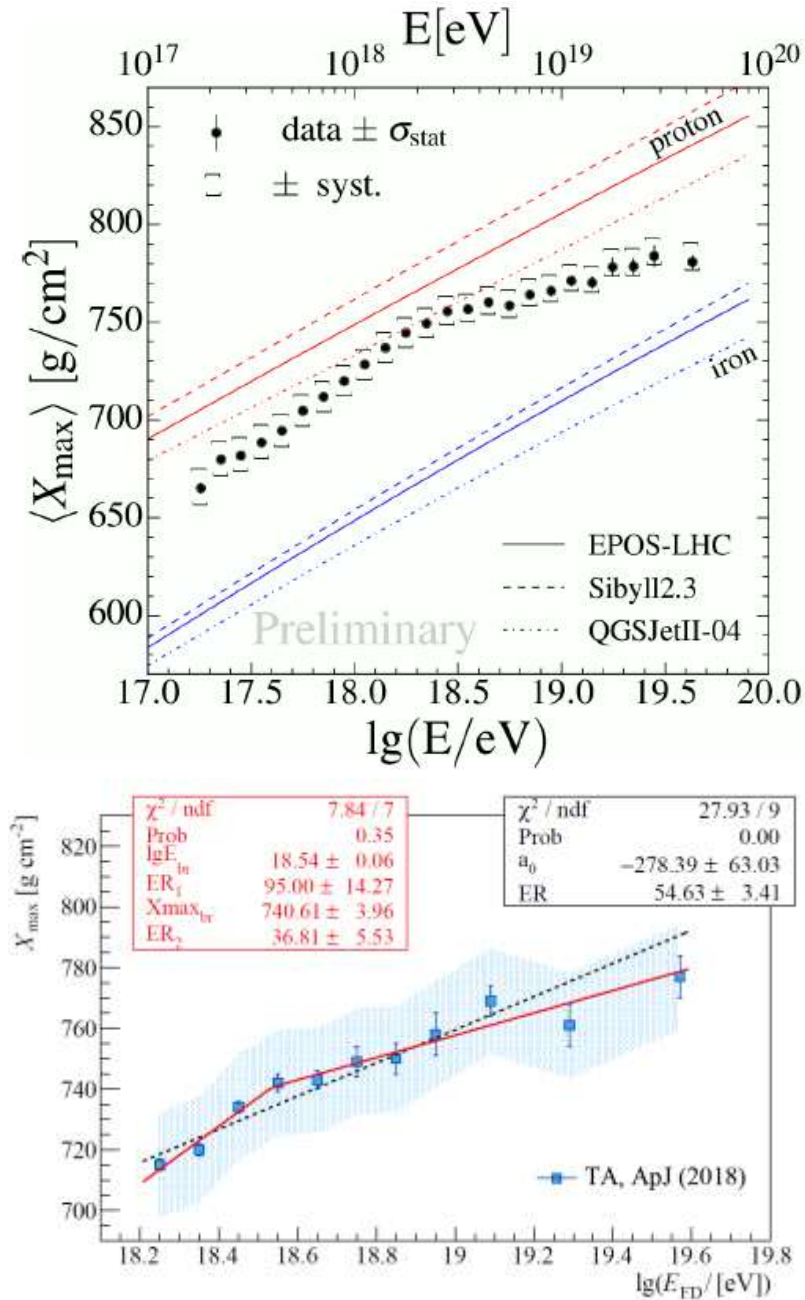 E[eV]
10^17 10^18 10^19 10^20
850
800
750
700
650
600
⟨X_max⟩ [g/cm^2]
data ± σ_stat
± syst.
proton
iron
EPOS-LHC
Sibyll2.3
QGSJetII-04
Preliminary
17.0 17.5 18.0 18.5 19.0 19.5 20.0
lg(E/eV)
X_max [g cm^-2]
820
800
780
760
740
720
700
χ^2 / ndf 7.84 / 7
Prob 0.35
lgE_br 18.54 ± 0.06
ER_1 95.00 ± 14.27
Xmax_br 740.61 ± 3.96
ER_2 36.81 ± 5.53
χ^2 / ndf 27.93 / 9
Prob 0.00
a_0 −278.39 ± 63.03
ER 54.63 ± 3.41
TA, ApJ (2018)
18.2 18.4 18.6 18.8 19 19.2 19.4 19.6 19.8
lg(E_FD/[eV])